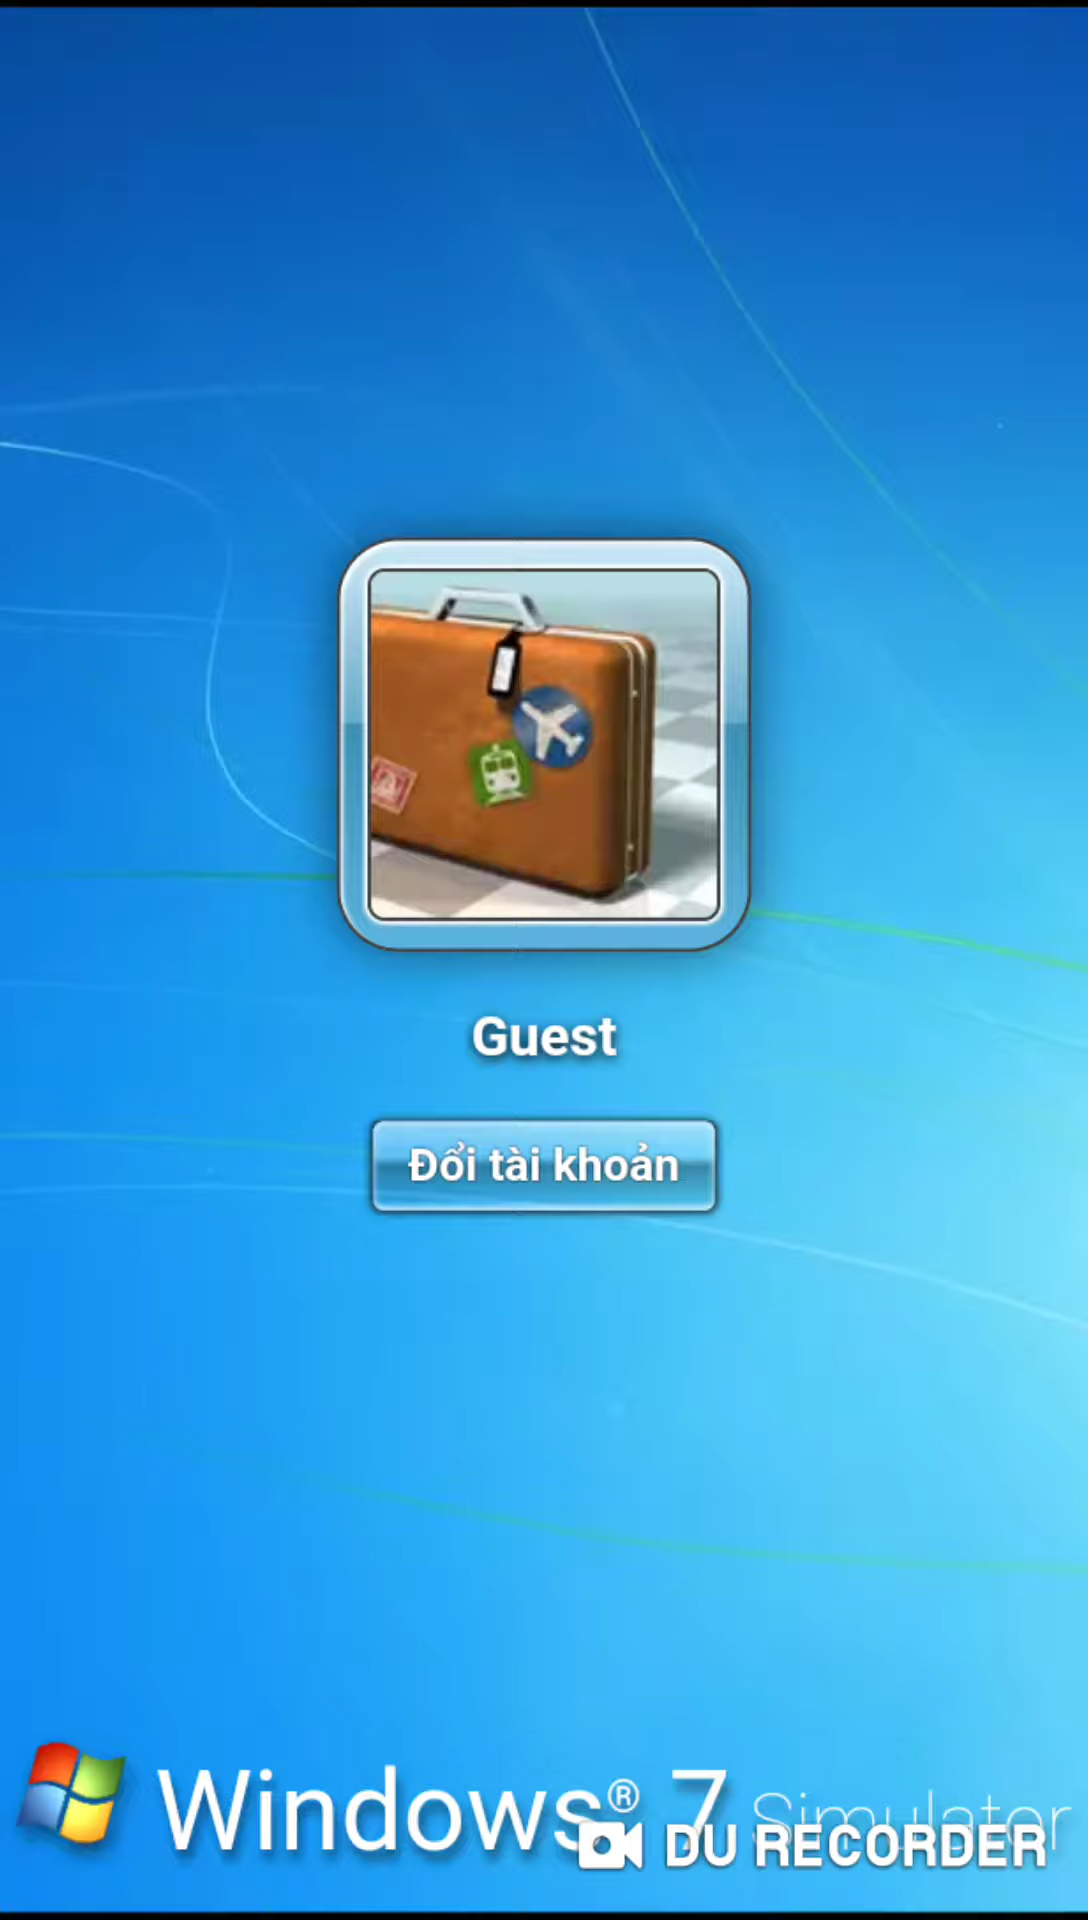 Guest
Đổi tài khoản
Windows® 7 Simulator
DU RECORDER